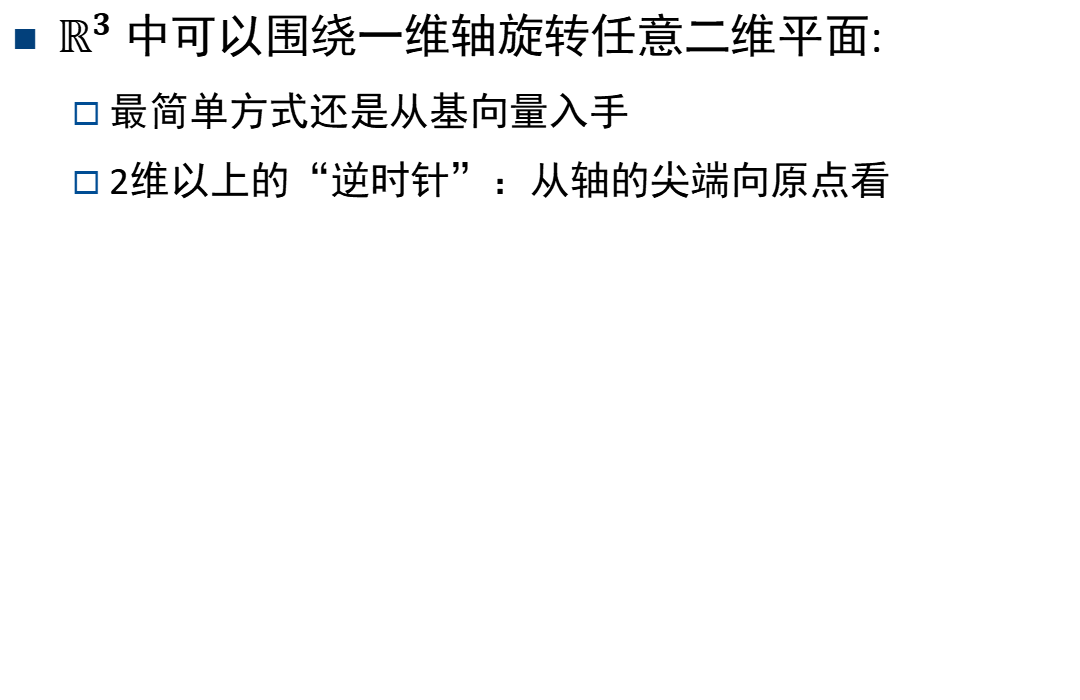 ℝ³ 中可以围绕一维轴旋转任意二维平面:
最简单方式还是从基向量入手
2维以上的“逆时针”：从轴的尖端向原点看